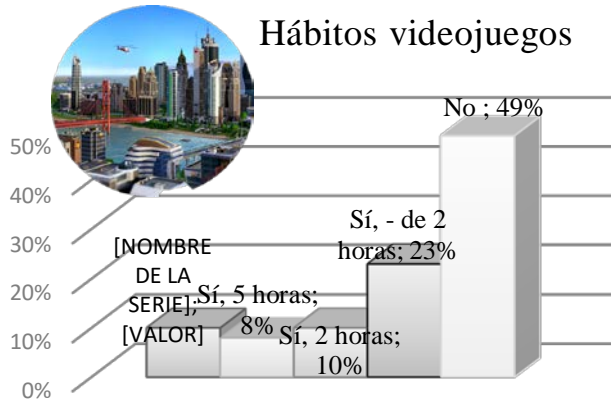 Hábitos videojuegos
No ; 49%
50%
40%
30%
20%
10%
0%
Sí, - de 2
horas; 23%
[NOMBRE
DE LA
SERIE];
[VALOR]
Sí, 5 horas;
8%
Sí, 2 horas;
10%